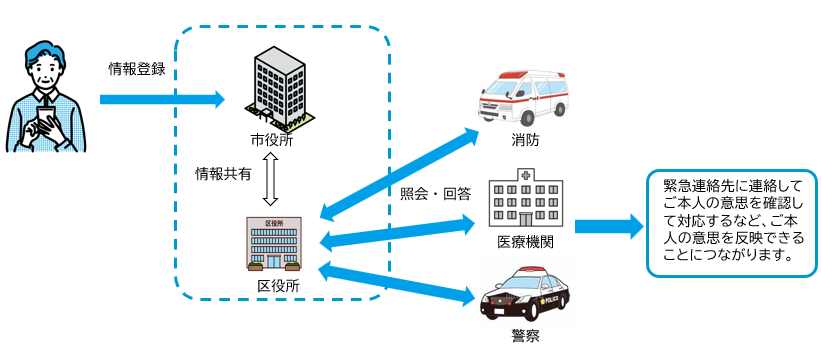 情報登録
市役所
情報共有
区役所
区役所
照会・回答
消防
医療機関
POLICE
警察
緊急連絡先に連絡して
ご本人の意思を確認し
て対応するなど、ご本
人の意思を反映できる
ことにつながります。